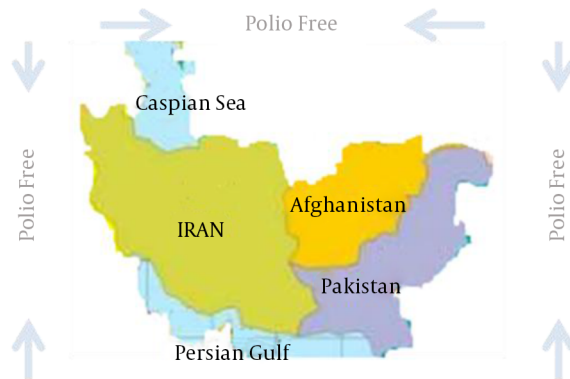 Polio Free
Caspian Sea
Polio Free
Polio Free
Afghanistan
IRAN
Pakistan
Persian Gulf